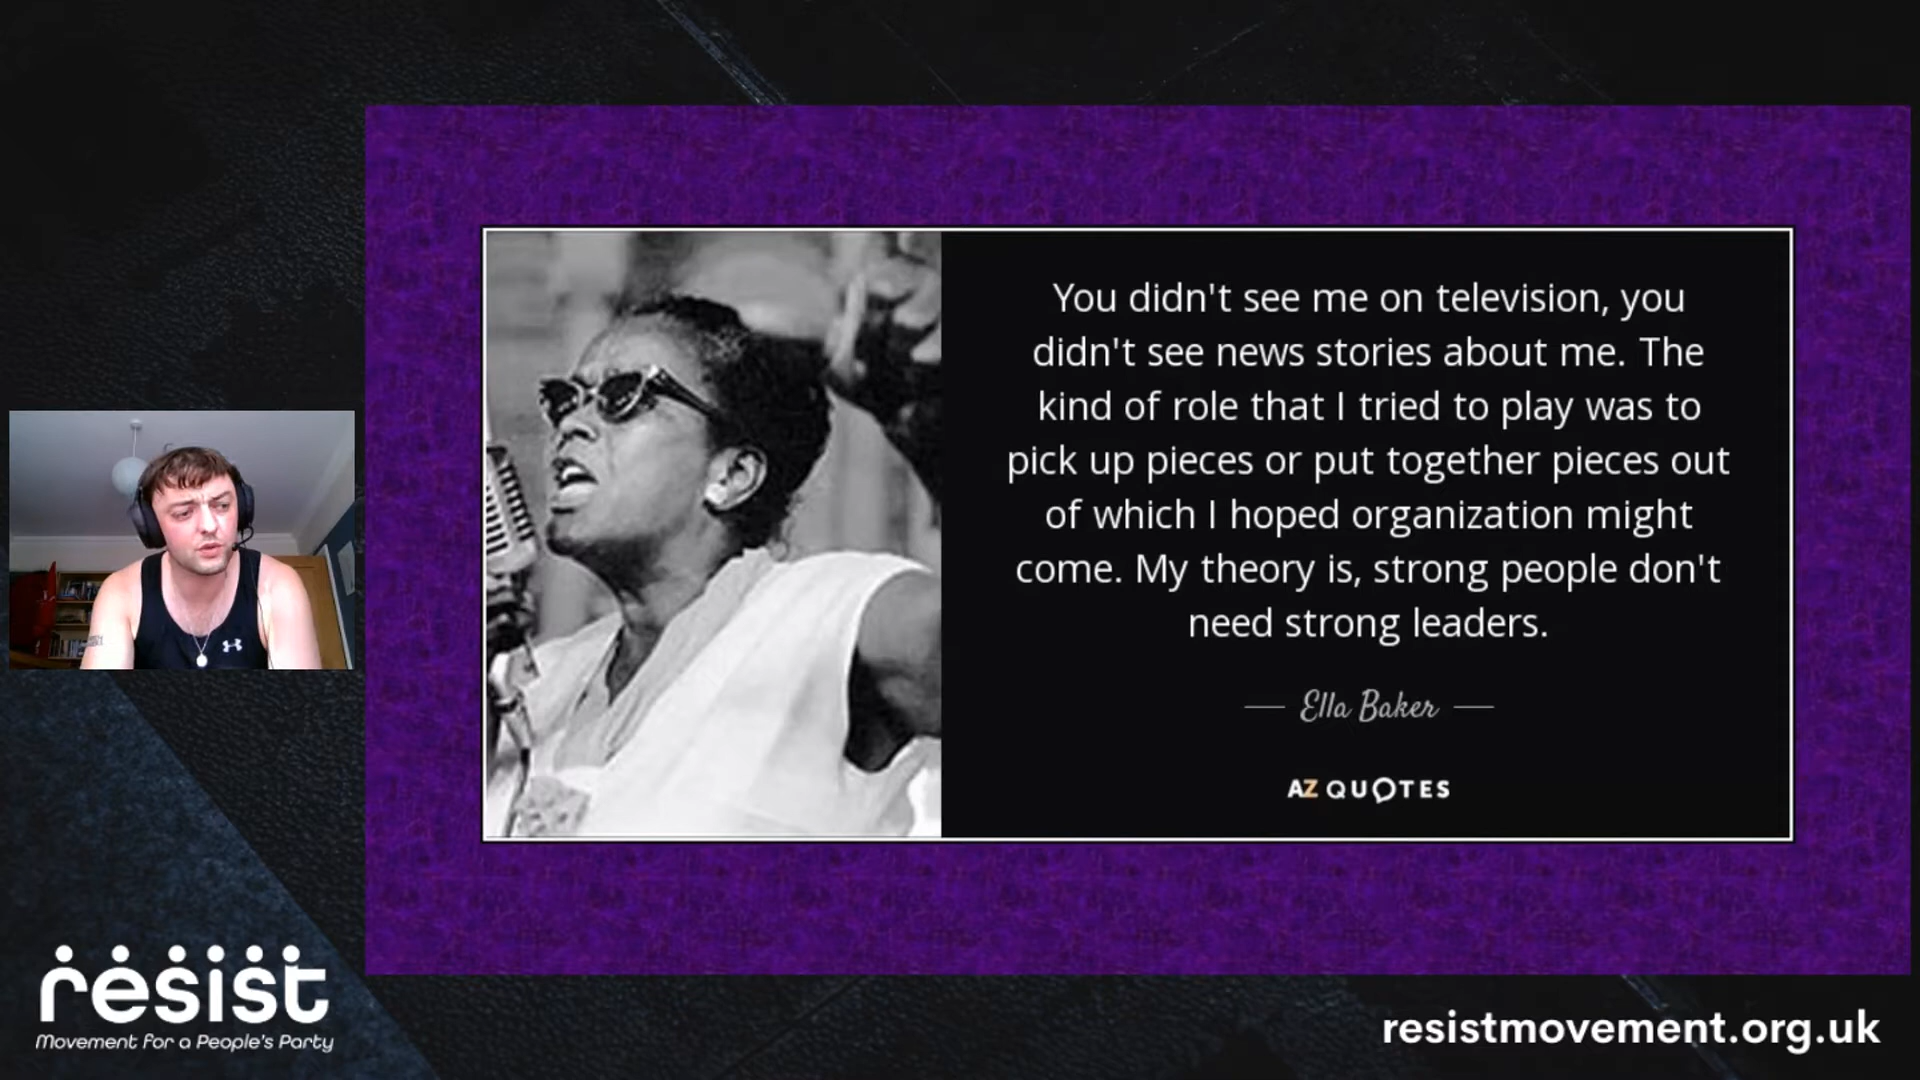 You didn't see me on television, you
didn't see news stories about me. The
kind of role that I tried to play was to
pick up pieces or put together pieces out
of which I hoped organization might
come. My theory is, strong people don't
need strong leaders.
Ella Baker
AZ QUOTES
resist
Movement for a People's Party
resistmovement.org.uk